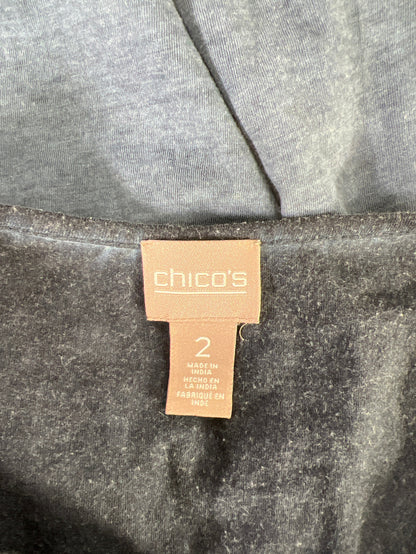 chico's
2
MADE IN
INDIA
HECHO EN
LA INDIA
FABRIQUÉ EN
INDE